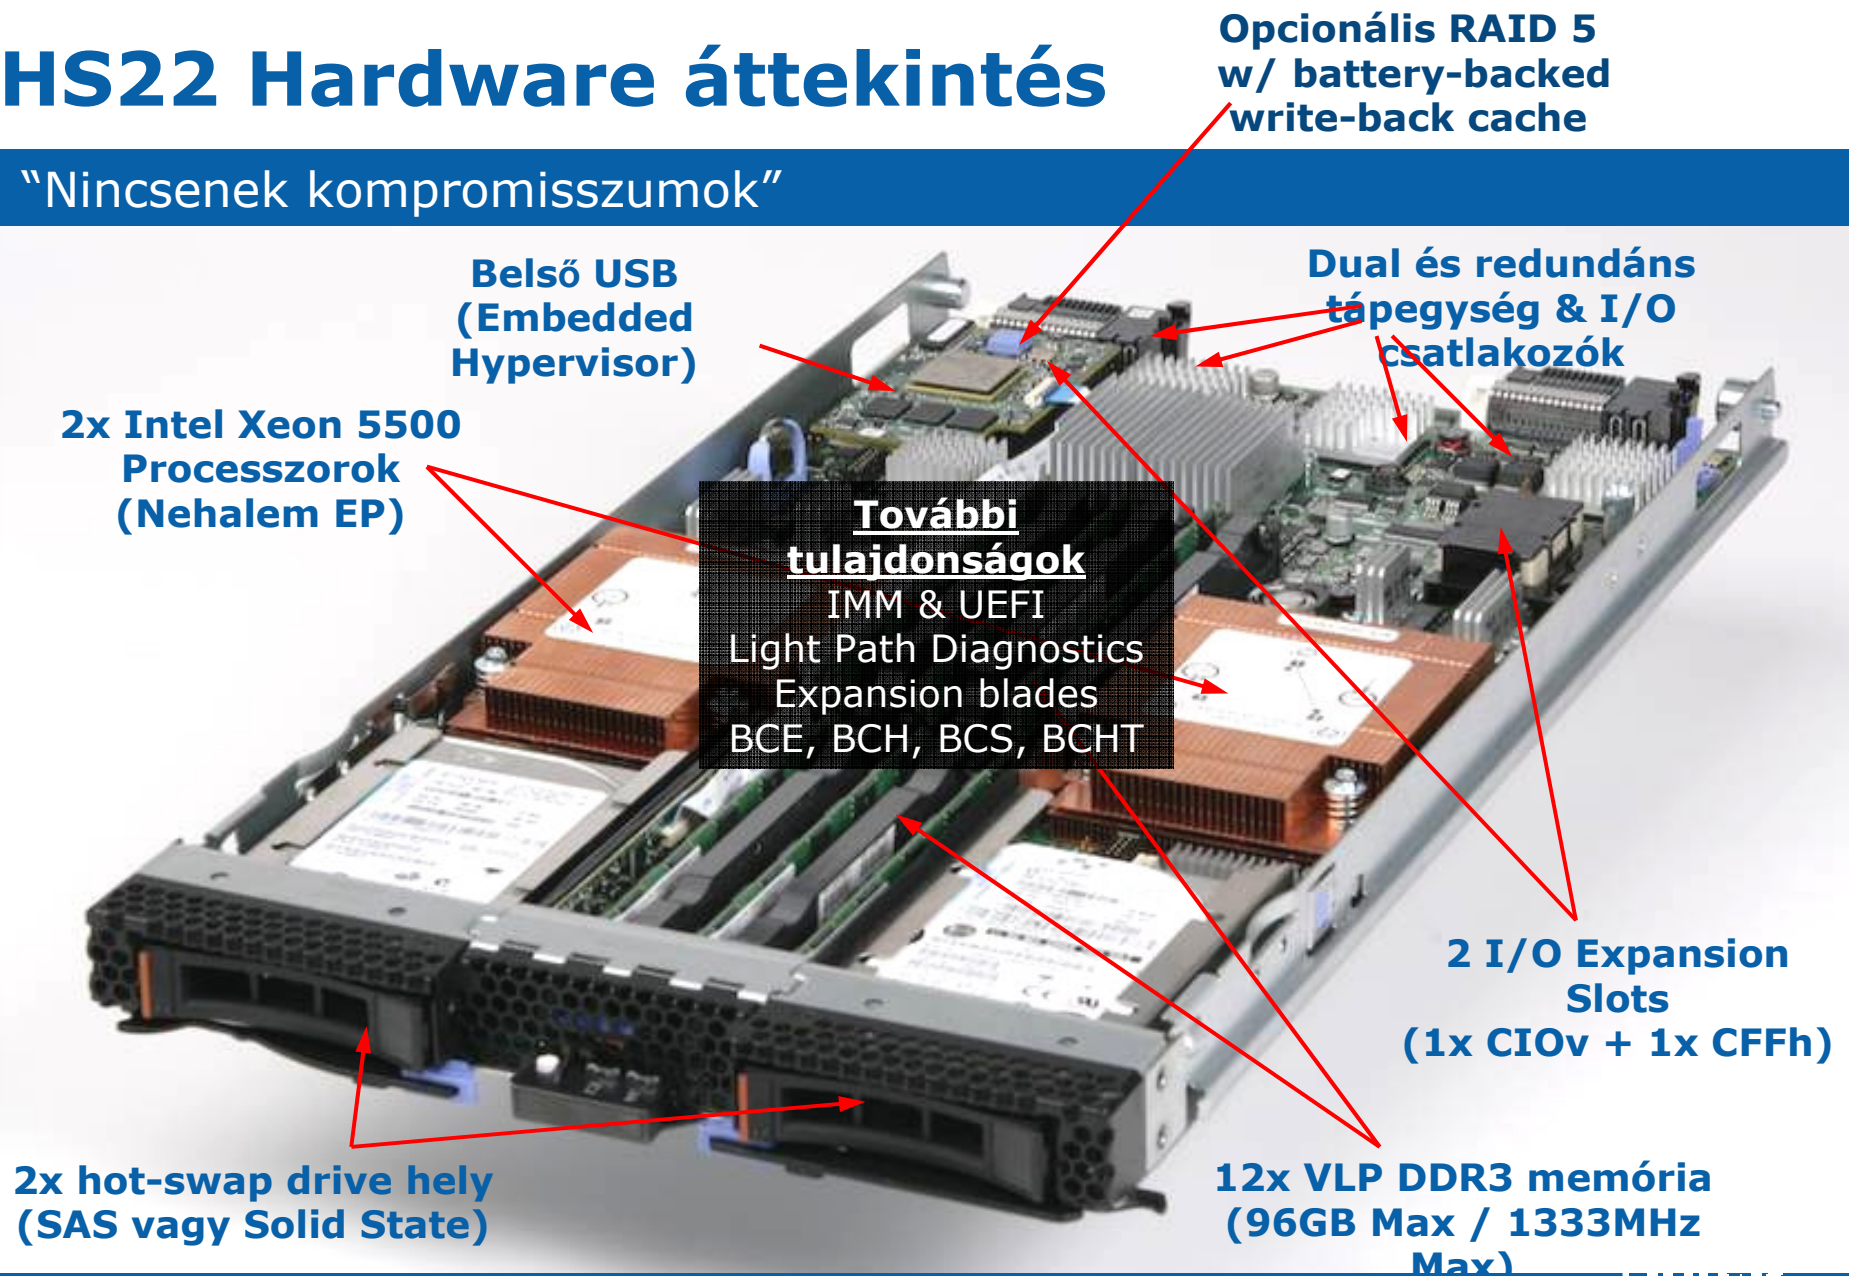 HS22 Hardware áttekintés
Opcionális RAID 5
w/ battery-backed
write-back cache
“Nincsenek kompromisszumok”
Belső USB
(Embedded
Hypervisor)
Dual és redundáns
tápegység & I/O
csatlakozók
2x Intel Xeon 5500
Processzorok
(Nehalem EP)
További
tulajdonságok
IMM & UEFI
Light Path Diagnostics
Expansion blades
BCE, BCH, BCS, BCHT
2 I/O Expansion
Slots
(1x CIOv + 1x CFFh)
2x hot-swap drive hely
(SAS vagy Solid State)
12x VLP DDR3 memória
(96GB Max / 1333MHz
Max)